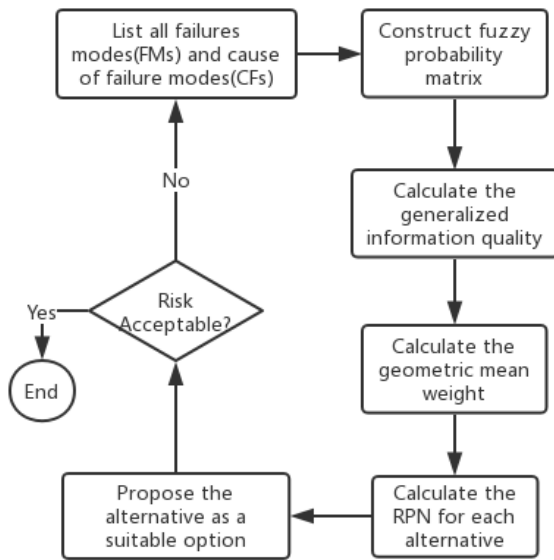 List all failures
modes(FMs) and cause
of failure modes(CFs)
Construct fuzzy
probability
matrix
Calculate the
generalized
information quality
Calculate the
geometric mean
weight
Calculate the
RPN for each
alternative
Propose the
alternative as a
suitable option
Risk
Acceptable?
No
Yes
End